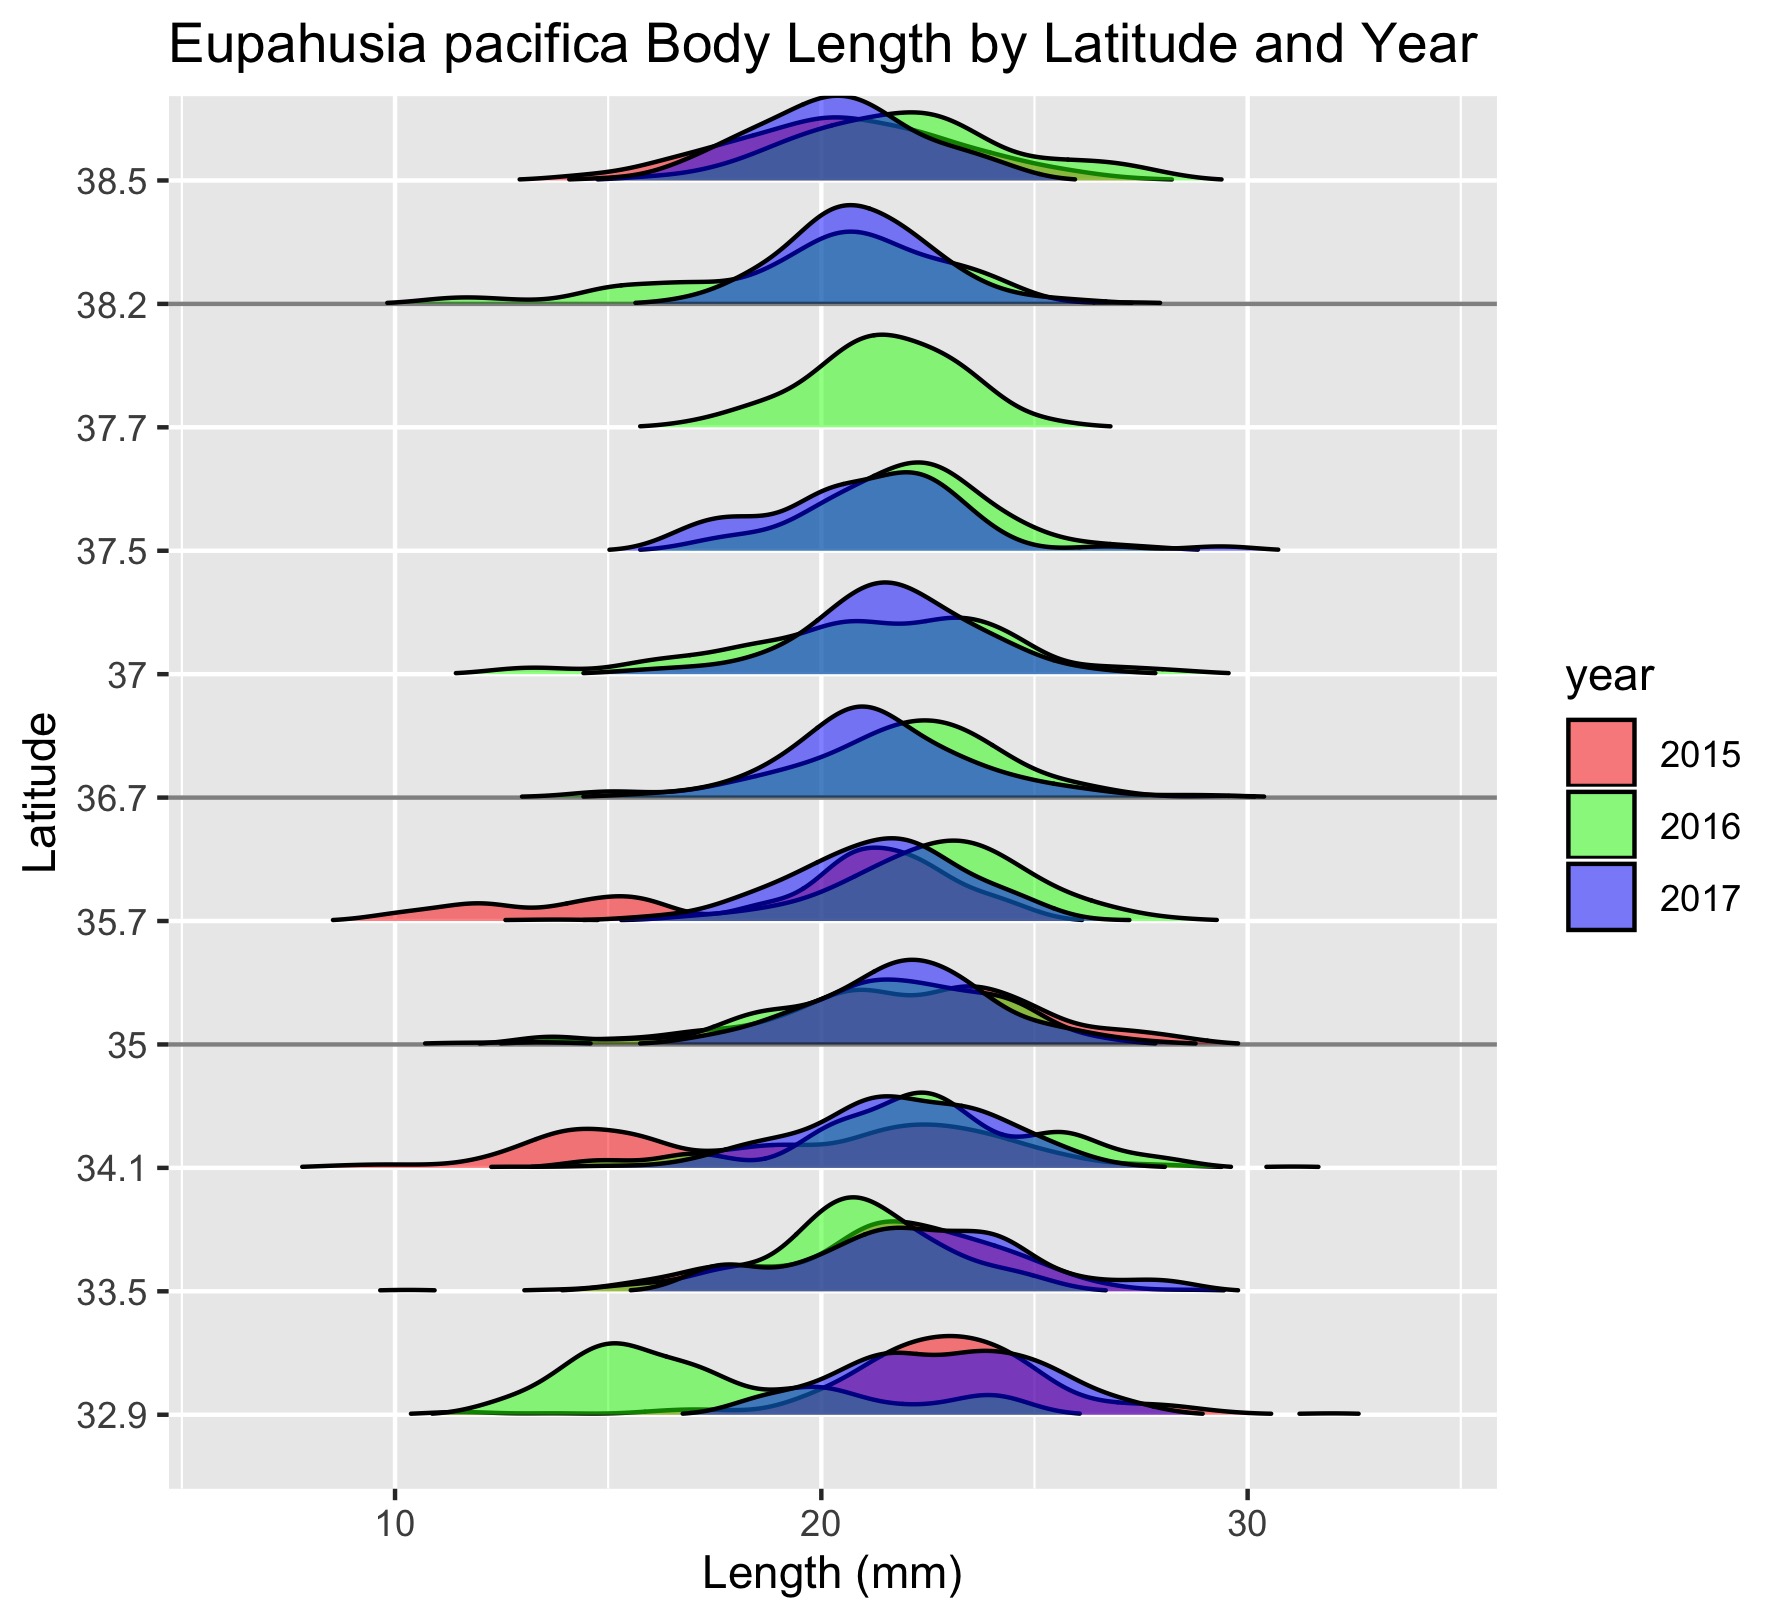 Eupahusia pacifica Body Length by Latitude and Year
38.5
38.2
37.7
37.5
37
36.7
35.7
35
34.1
33.5
32.9
Latitude
10 20 30
Length (mm)
year
2015
2016
2017